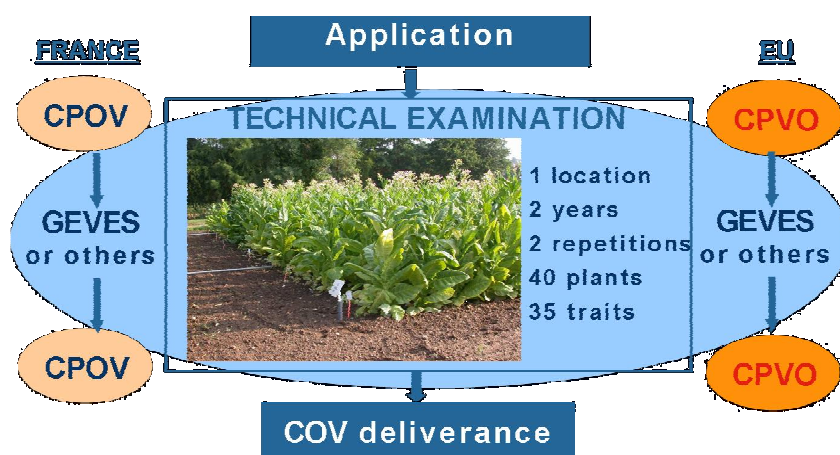 Application
FRANCE
EU
CPOV
CPVO
TECHNICAL EXAMINATION
1 location
2 years
2 repetitions
40 plants
35 traits
GEVES
or others
GEVES
or others
CPOV
CPVO
COV deliverance